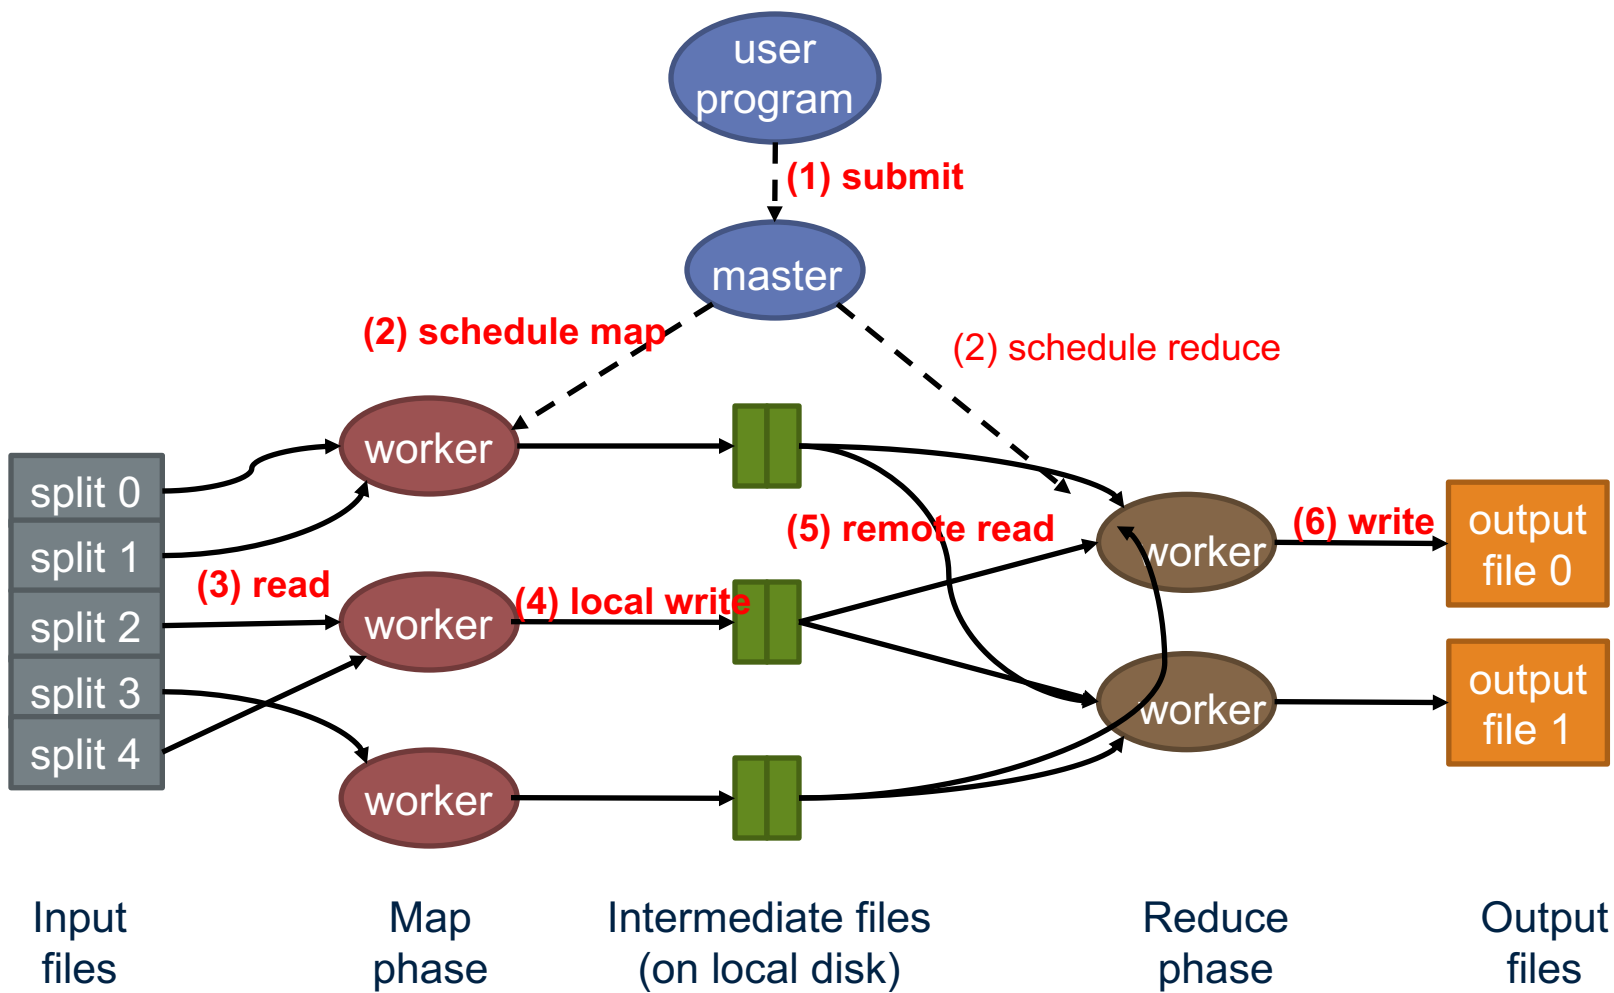 user
program
(1) submit
master
(2) schedule map
(2) schedule reduce
worker
split 0
split 1
split 2
split 3
split 4
(3) read
worker
(4) local write
worker
(5) remote read
worker
worker
(6) write
output
file 0
output
file 1
Input
files
Map
phase
Intermediate files
(on local disk)
Reduce
phase
Output
files